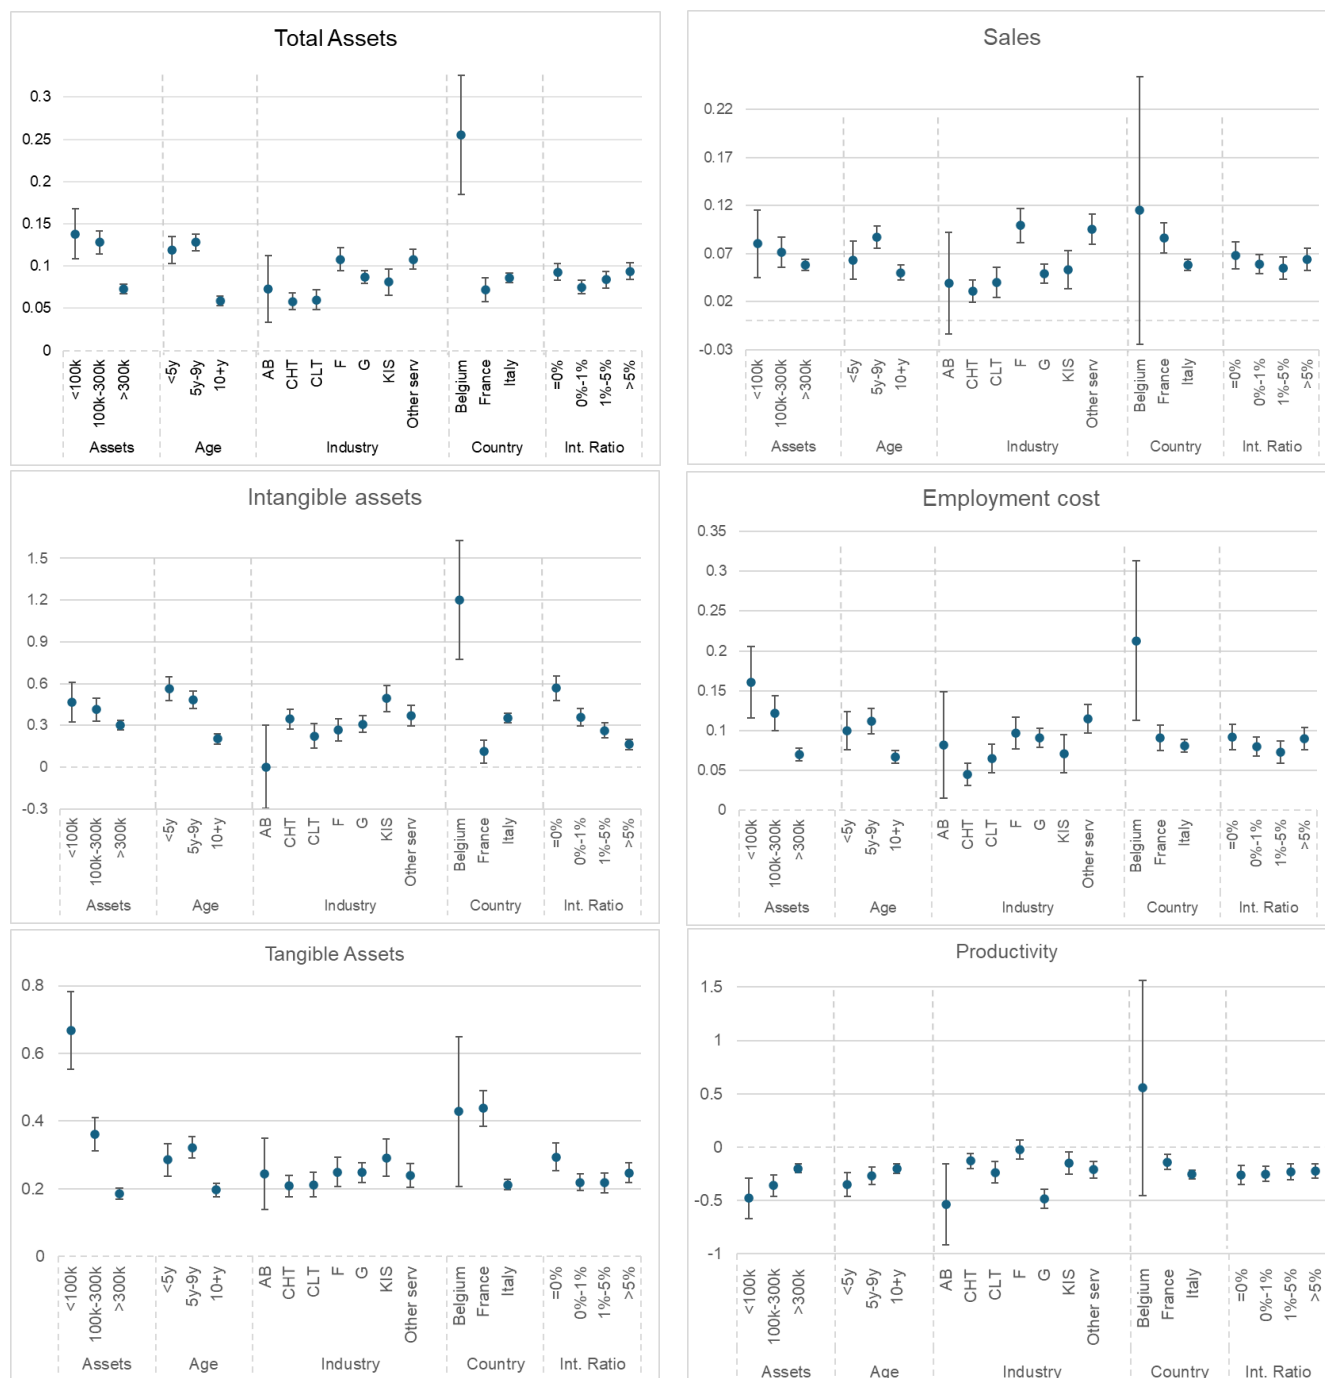 Total Assets
0.3
0.25
0.2
0.15
0.1
0.05
0
<100k
100k-300k
>300k
<5y
5y-9y
10+y
AB
CHT
CLT
F
G
KIS
Other serv
Belgium
France
Italy
=0%
0%-1%
1%-5%
>5%
Assets
Age
Industry
Country
Int. Ratio
Sales
0.22
0.17
0.12
0.07
0.02
-0.03
<100k
100k-300k
>300k
<5y
5y-9y
10+y
AB
CHT
CLT
F
G
KIS
Other serv
Belgium
France
Italy
=0%
0%-1%
1%-5%
>5%
Assets
Age
Industry
Country
Int. Ratio
Intangible assets
1.5
1.2
0.9
0.6
0.3
0
-0.3
<100k
100k-300k
>300k
<5y
5y-9y
10+y
AB
CHT
CLT
F
G
KIS
Other serv
Belgium
France
Italy
=0%
0%-1%
1%-5%
>5%
Assets
Age
Industry
Country
Int. Ratio
Employment cost
0.35
0.3
0.25
0.2
0.15
0.1
0.05
0
<100k
100k-300k
>300k
<5y
5y-9y
10+y
AB
CHT
CLT
F
G
KIS
Other serv
Belgium
France
Italy
=0%
0%-1%
1%-5%
>5%
Assets
Age
Industry
Country
Int. Ratio
Tangible Assets
0.8
0.6
0.4
0.2
0
<100k
100k-300k
>300k
<5y
5y-9y
10+y
AB
CHT
CLT
F
G
KIS
Other serv
Belgium
France
Italy
=0%
0%-1%
1%-5%
>5%
Assets
Age
Industry
Country
Int. Ratio
Productivity
1.5
1
0.5
0
-0.5
-1
<100k
100k-300k
>300k
<5y
5y-9y
10+y
AB
CHT
CLT
F
G
KIS
Other serv
Belgium
France
Italy
=0%
0%-1%
1%-5%
>5%
Assets
Age
Industry
Country
Int. Ratio